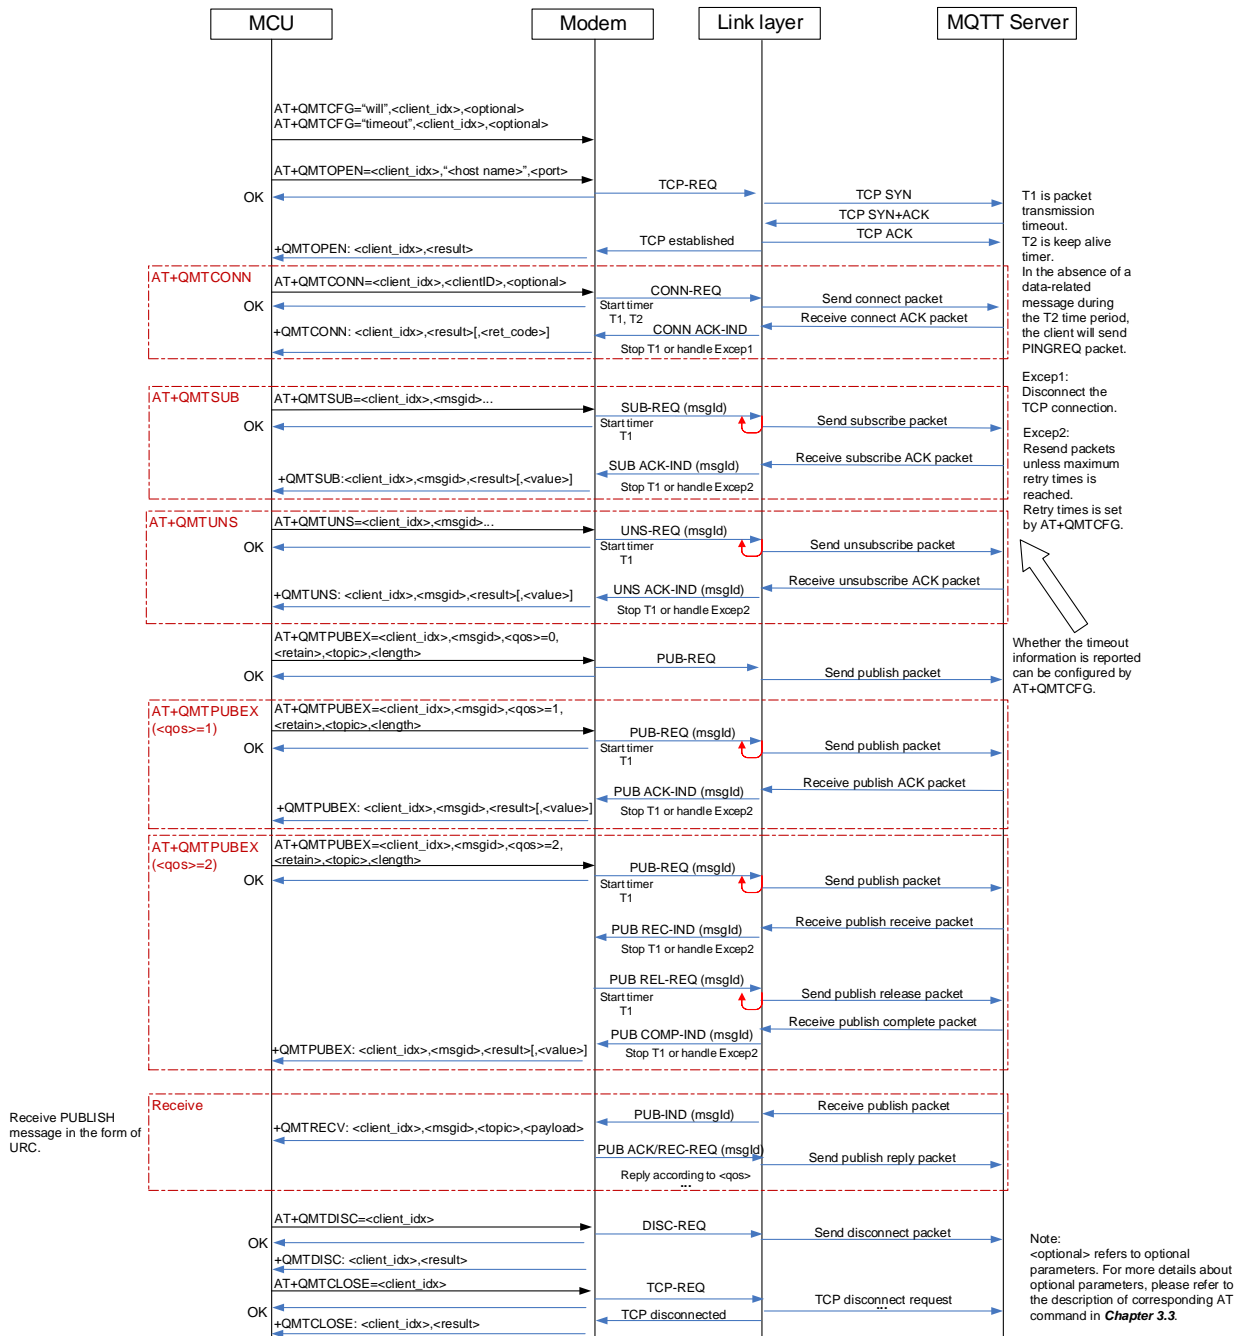 MCU
Modem
Link layer
MQTT Server
AT+QMTCFG=“will”,<client_idx>,<optional>
AT+QMTCFG=“timeout”,<client_idx>,<optional>
AT+QMTOPEN=<client_idx>,“<host name>”,<port>
OK
TCP-REQ
TCP SYN
TCP SYN+ACK
TCP ACK
TCP established
+QMTOPEN: <client_idx>,<result>
T1 is packet
transmission
timeout.
T2 is keep alive
timer.
In the absence of a
data-related
message during
the T2 time period,
the client will send
PINGREQ packet.
AT+QMTCONN
AT+QMTCONN=<client_idx>,<clientID>,<optional>
OK
CONN-REQ
Start timer
T1, T2
Send connect packet
Receive connect ACK packet
CONN ACK-IND
+QMTCONN: <client_idx>,<result>[,<ret_code>]
Stop T1 or handle Excep1
Excep1:
Disconnect the
TCP connection.
Excep2:
Resend packets
unless maximum
retry times is
reached.
Retry times is set
by AT+QMTCFG.
AT+QMTSUB
AT+QMTSUB=<client_idx>,<msgid>...
OK
SUB-REQ (msgId)
Start timer
T1
Send subscribe packet
Receive subscribe ACK packet
SUB ACK-IND (msgId)
+QMTSUB:<client_idx>,<msgid>,<result>[,<value>]
Stop T1 or handle Excep2
AT+QMTUNS
AT+QMTUNS=<client_idx>,<msgid>...
OK
UNS-REQ (msgId)
Start timer
T1
Send unsubscribe packet
Receive unsubscribe ACK packet
UNS ACK-IND (msgId)
+QMTUNS: <client_idx>,<msgid>,<result>[,<value>]
Stop T1 or handle Excep2
Whether the timeout
information is reported
can be configured by
AT+QMTCFG.
AT+QMTPUBEX=<client_idx>,<msgid>,<qos>=0,
<retain>,<topic>,<length>
OK
PUB-REQ
Send publish packet
AT+QMTPUBEX
(<qos>=1)
AT+QMTPUBEX=<client_idx>,<msgid>,<qos>=1,
<retain>,<topic>,<length>
OK
PUB-REQ (msgId)
Start timer
T1
Send publish packet
Receive publish ACK packet
PUB ACK-IND (msgId)
+QMTPUBEX: <client_idx>,<msgid>,<result>[,<value>]
Stop T1 or handle Excep2
AT+QMTPUBEX
(<qos>=2)
AT+QMTPUBEX=<client_idx>,<msgid>,<qos>=2,
<retain>,<topic>,<length>
OK
PUB-REQ (msgId)
Start timer
T1
Send publish packet
Receive publish receive packet
PUB REC-IND (msgId)
Stop T1 or handle Excep2
PUB REL-REQ (msgId)
Start timer
T1
Send publish release packet
Receive publish complete packet
PUB COMP-IND (msgId)
+QMTPUBEX: <client_idx>,<msgid>,<result>[,<value>]
Stop T1 or handle Excep2
Receive PUBLISH
message in the form of
URC.
Receive
Receive publish packet
PUB-IND (msgId)
+QMTRECV: <client_idx>,<msgid>,<topic>,<payload>
PUB ACK/REC-REQ (msgId)
Send publish reply packet
Reply according to <qos>
...
AT+QMTDISC=<client_idx>
OK
DISC-REQ
Send disconnect packet
+QMTDISC: <client_idx>,<result>
AT+QMTCLOSE=<client_idx>
OK
TCP-REQ
TCP disconnect request
...
TCP disconnected
+QMTCLOSE: <client_idx>,<result>
Note:
<optional> refers to optional
parameters. For more details about
optional parameters, please refer to
the description of corresponding AT
command in Chapter 3.3.